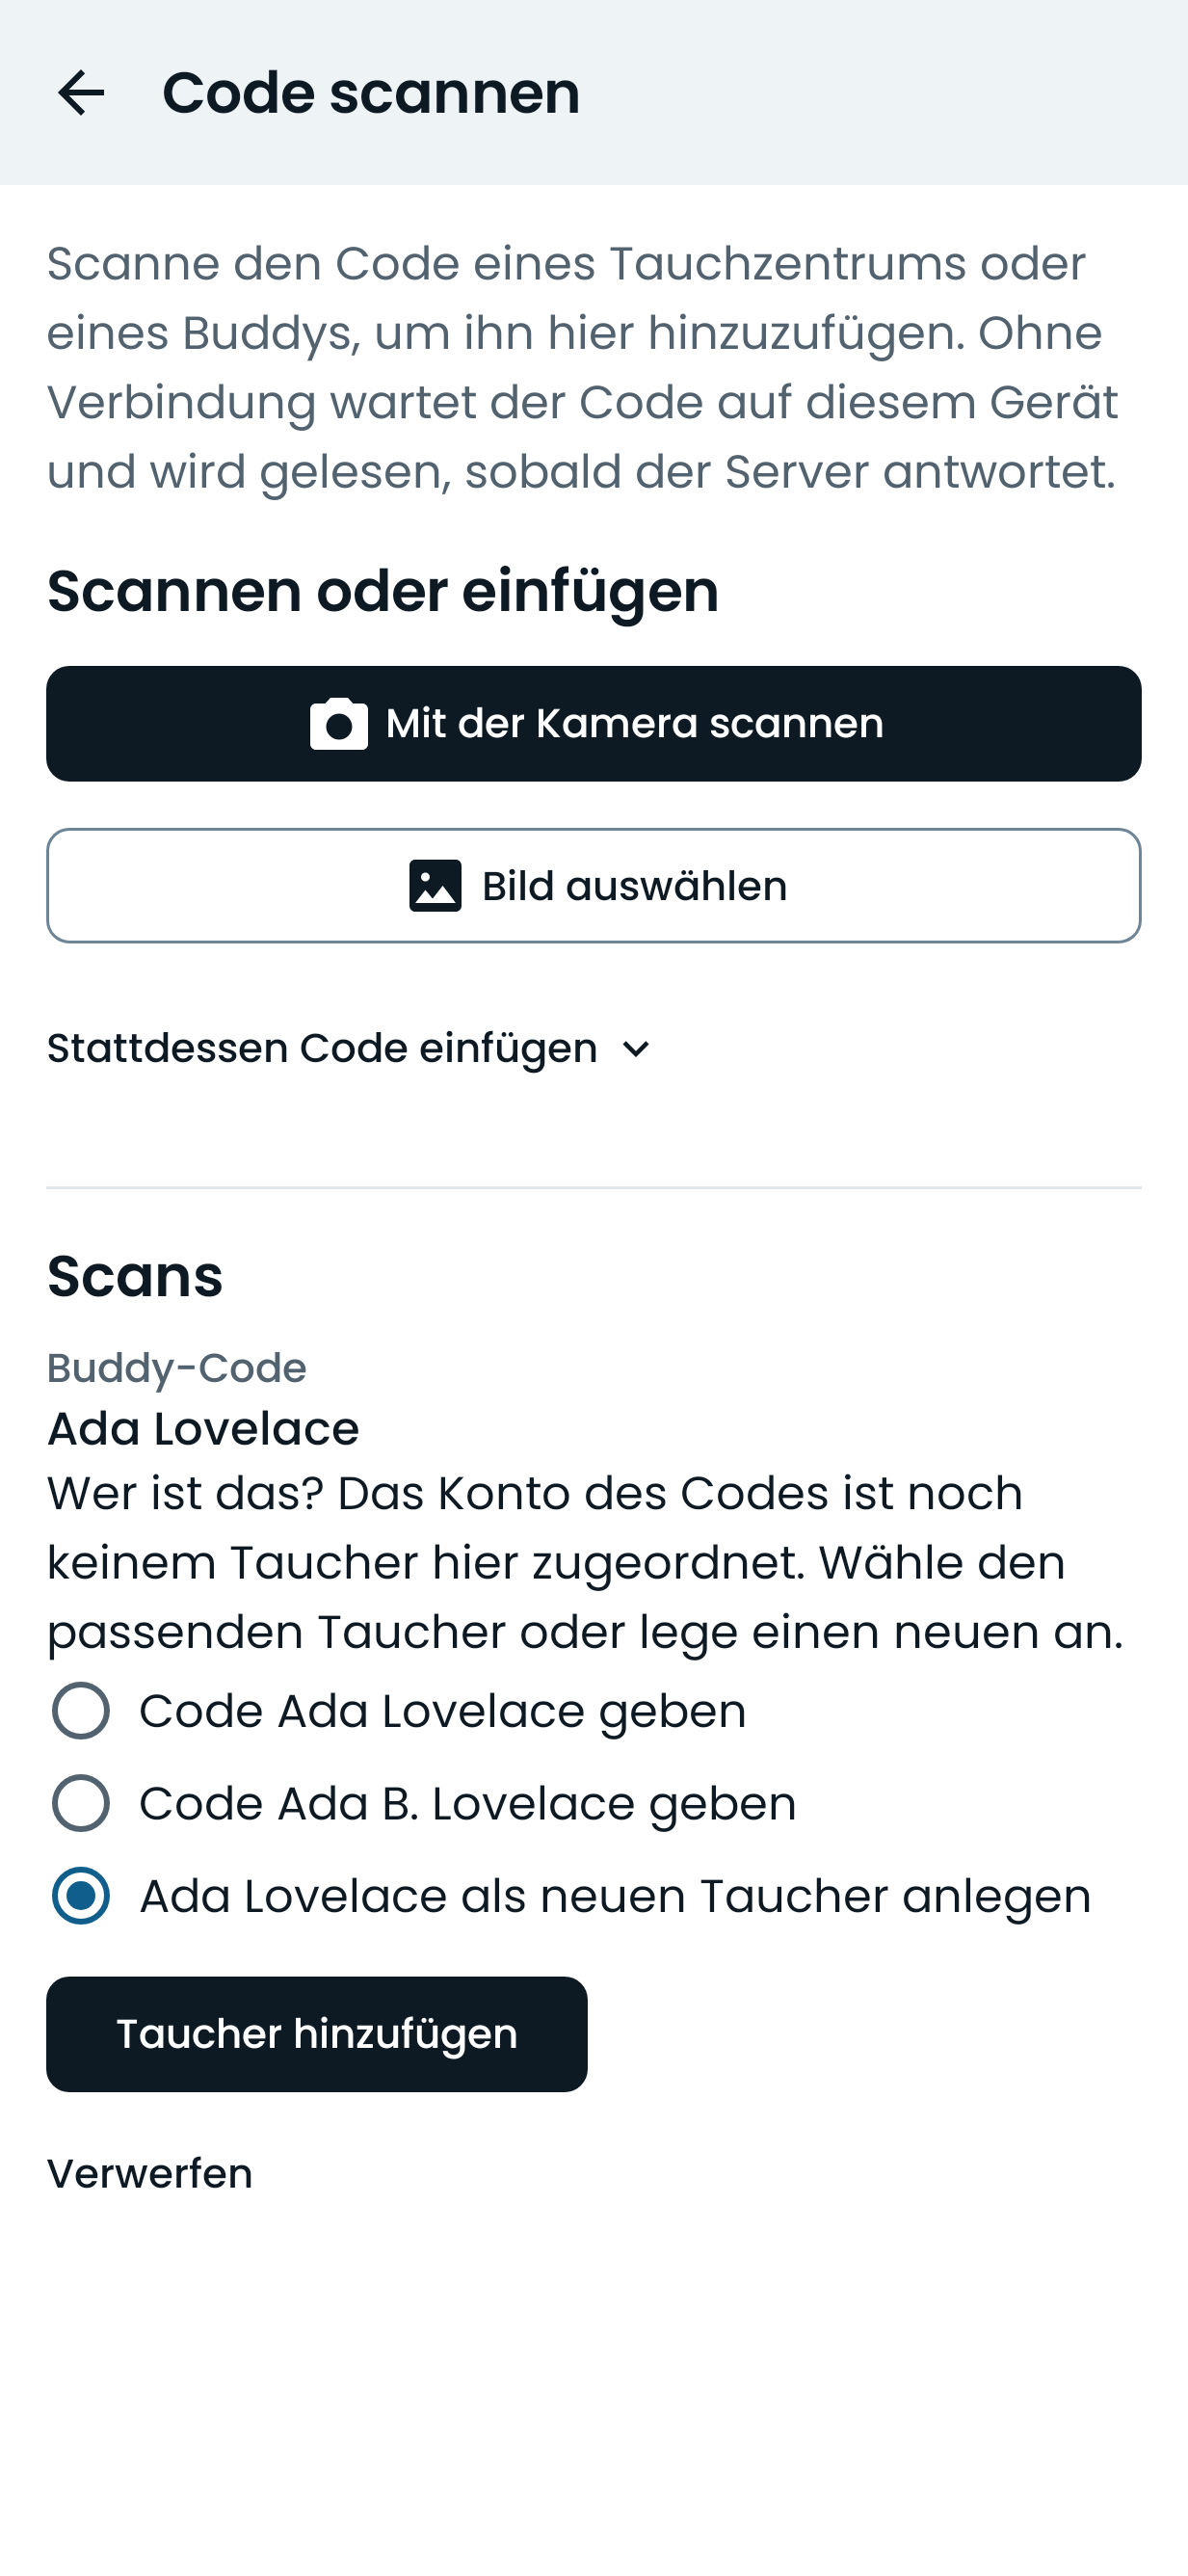 Code scannen
Scanne den Code eines Tauchzentrums oder
eines Buddys, um ihn hier hinzuzufügen. Ohne
Verbindung wartet der Code auf diesem Gerät
und wird gelesen, sobald der Server antwortet.
Scannen oder einfügen
Mit der Kamera scannen
Bild auswählen
Stattdessen Code einfügen
Scans
Buddy-Code
Ada Lovelace
Wer ist das? Das Konto des Codes ist noch
keinem Taucher hier zugeordnet. Wähle den
passenden Taucher oder lege einen neuen an.
Code Ada Lovelace geben
Code Ada B. Lovelace geben
Ada Lovelace als neuen Taucher anlegen
Taucher hinzufügen
Verwerfen